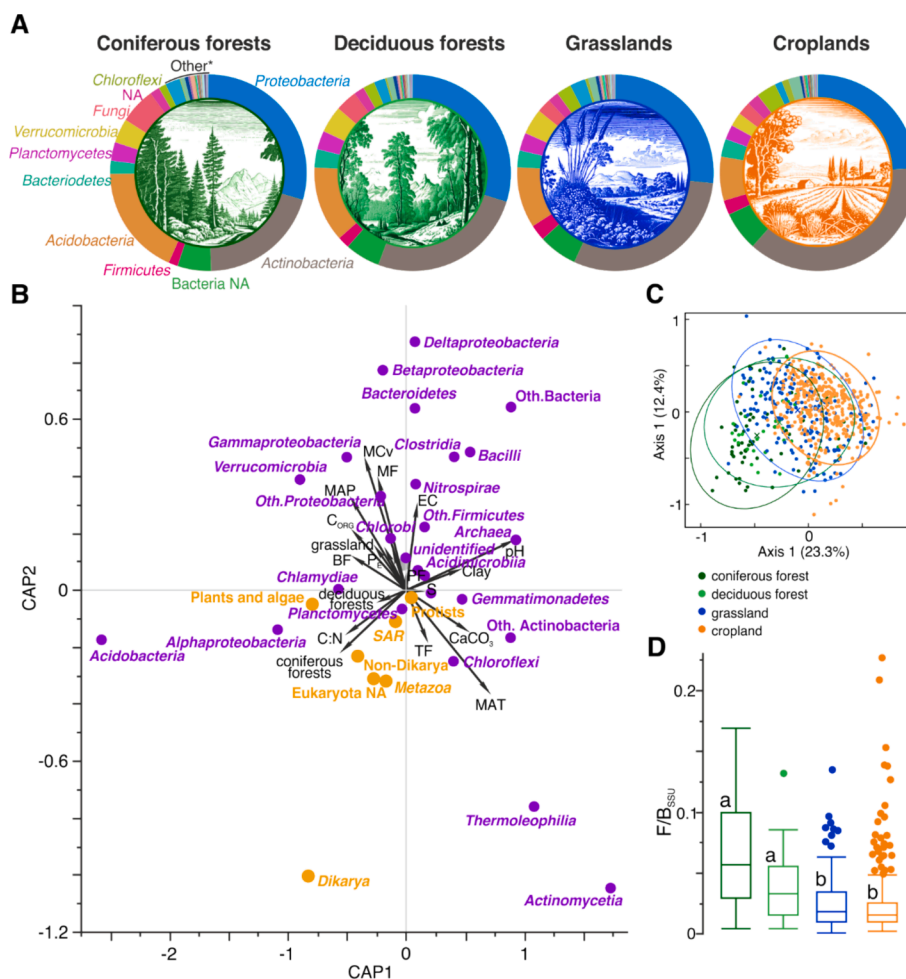 A
Coniferous forests
Deciduous forests
Grasslands
Croplands
Other*
Chloroflexi
NA
Fungi
Verrucomicrobia
Planctomycetes
Bacteriodetes
Acidobacteria
Firmicutes
Bacteria NA
Proteobacteria
Actinobacteria
B
CAP2
0.6
0
-0.6
-1.2
-2
-1
0
1
CAP1
Deltaproteobacteria
Betaproteobacteria
Bacteroidetes
Oth.Bacteria
Gammaproteobacteria
Clostridia
MCv
Bacilli
Verrucomicrobia
MF
Nitrospirae
MAP
Oth.Proteobacteria
EC
C ORG
Chlorobi
Oth.Firmicutes
Archaea
grassland
unidentified
pH
BF
Acidimicrobiia
Clay
Chlamydiae
S
Plants and algae
deciduous
forests
Protists
Gemmatimonadetes
Planctomycetes
Acidobacteria
Alphaproteobacteria
C:N
SAR
CaCO3
Oth. Actinobacteria
TF
coniferous
forests
Non-Dikarya
Chloroflexi
Eukaryota NA
Metazoa
MAT
Thermoleophilia
Dikarya
Actinomycetia
C
Axis 1 (12.4%)
1
0
-1
-1
0
1
Axis 1 (23.3%)
coniferous forest
deciduous forest
grassland
cropland
D
F/B SSU
0.2
0.1
0
a
a
b
b